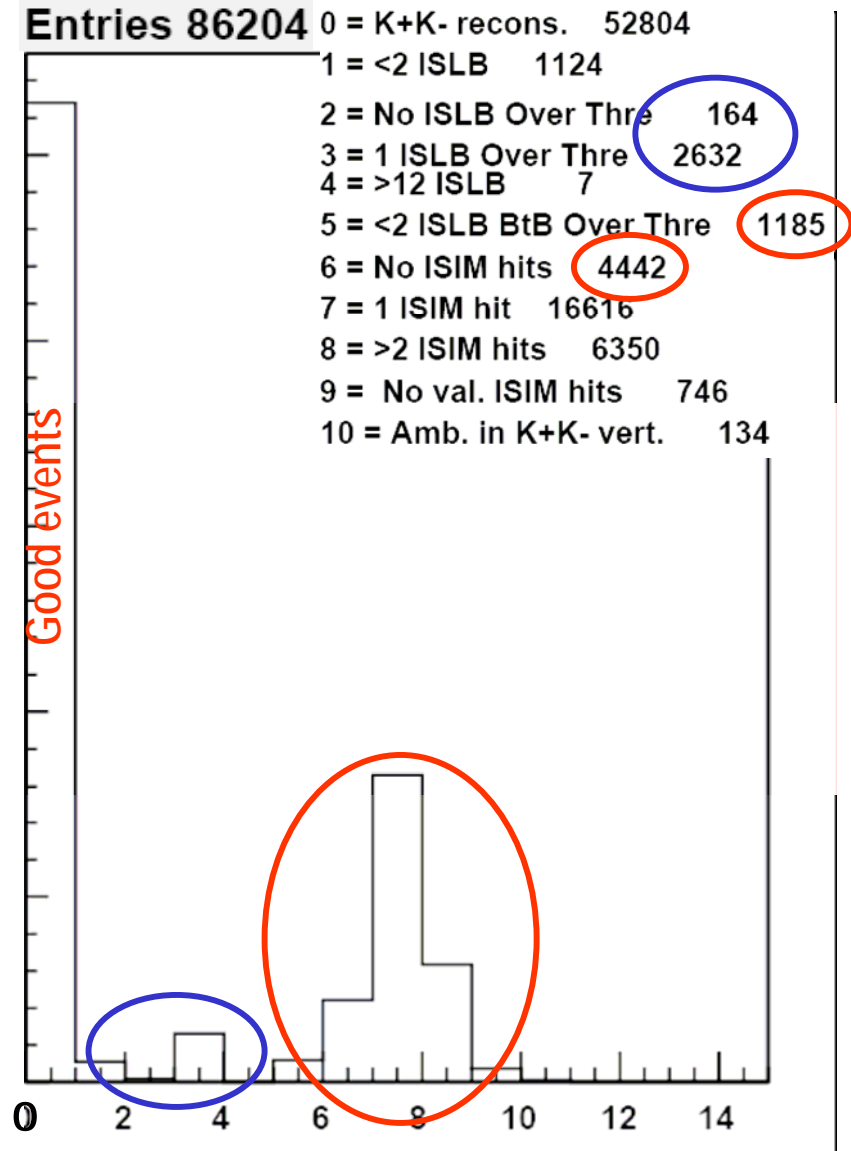 Entries 86204
0 = K+K- recons. 52804
1 = <2 ISLB 1124
2 = No ISLB Over Thre 164
3 = 1 ISLB Over Thre 2632
4 = >12 ISLB 7
5 = <2 ISLB BtB Over Thre 1185
6 = No ISIM hits 4442
7 = 1 ISIM hit 16616
8 = >2 ISIM hits 6350
9 = No val. ISIM hits 746
10 = Amb. in K+K- vert. 134
Good events
0 2 4 6 8 10 12 14